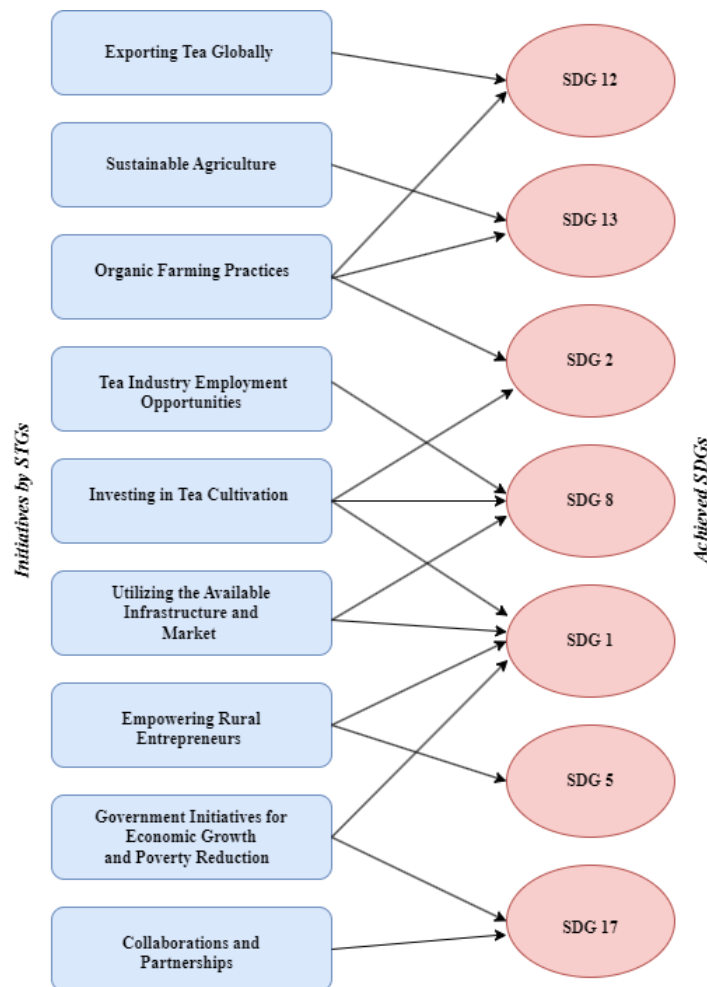 Exporting Tea Globally
SDG 12
Sustainable Agriculture
SDG 13
Organic Farming Practices
SDG 2
Tea Industry Employment
Opportunities
Initiatives by STGs
Achieved SDGs
Investing in Tea Cultivation
SDG 8
Utilizing the Available
Infrastructure and
Market
SDG 1
Empowering Rural
Entrepreneurs
SDG 5
Government Initiatives for
Economic Growth
and Poverty Reduction
SDG 17
Collaborations and
Partnerships